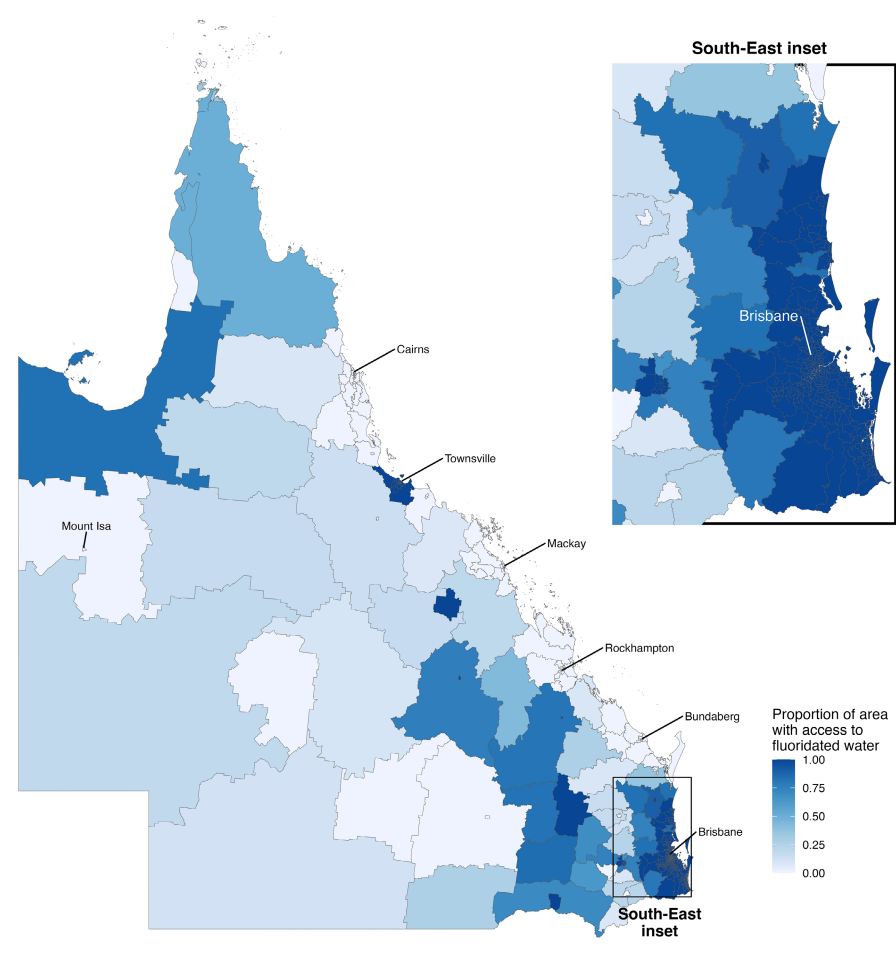 South-East inset
Brisbane
Cairns
Townsville
Mount Isa
Mackay
Rockhampton
Bundaberg
Proportion of area
with access to
fluoridated water
1.00
0.75
0.50
0.25
0.00
Brisbane
South-East
inset